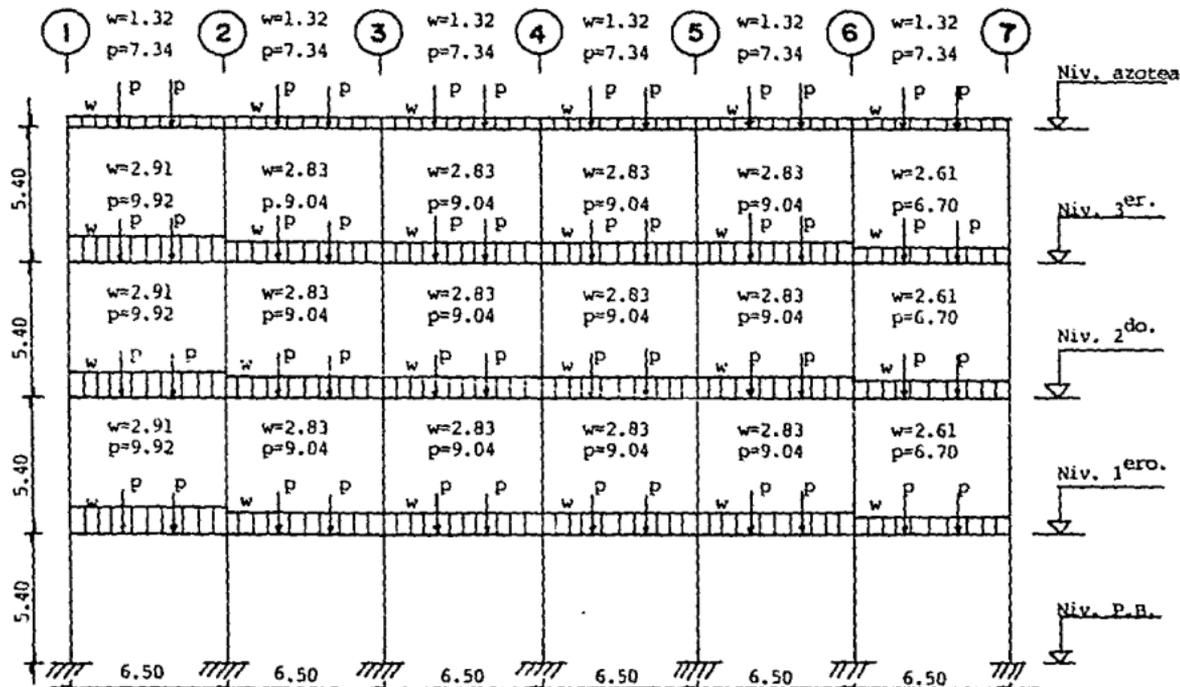 1 2 3 4 5 6 7
w=1.32 w=1.32 w=1.32 w=1.32 w=1.32 w=1.32
p=7.34 p=7.34 p=7.34 p=7.34 p=7.34 p=7.34
Niv. azotea
w p p w p p w p p w p p w p p w p p
5.40
w=2.91 w=2.83 w=2.83 w=2.83 w=2.83 w=2.61
p=9.92 p.9.04 p=9.04 p=9.04 p=9.04 p=6.70
Niv. 3er.
w p p w p p w p p w p p w p p w p p
5.40
w=2.91 w=2.83 w=2.83 w=2.83 w=2.83 w=2.61
p=9.92 p=9.04 p=9.04 p=9.04 p=9.04 p=6.70
Niv. 2do.
w p p w p p w p p w p p w p p w p p
5.40
w=2.91 w=2.83 w=2.83 w=2.83 w=2.83 w=2.61
p=9.92 p=9.04 p=9.04 p=9.04 p=9.04 p=6.70
Niv. 1ero.
w p p w p p w p p w p p w p p w p p
5.40
Niv. P.B.
6.50 6.50 6.50 6.50 6.50 6.50